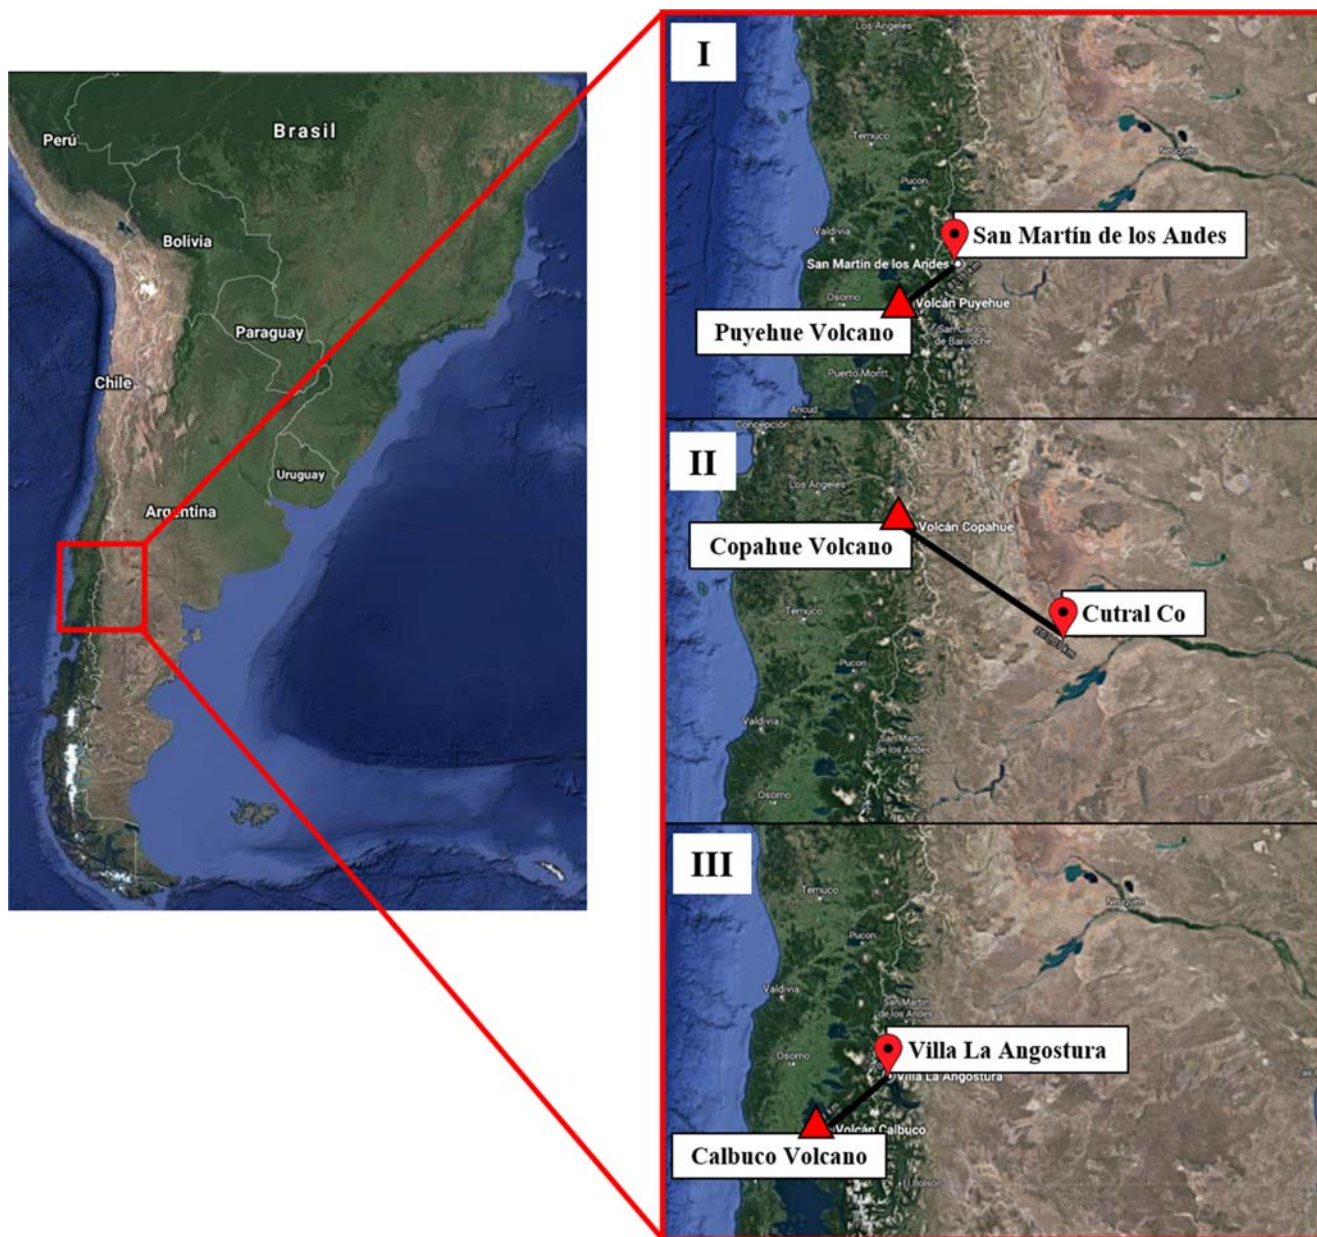 Brasil
Perú
Bolivia
Paraguay
Chile
Uruguay
Argentina
I
Los Angeles
Temuco
Neuquén
Pucon
San Martín de los Andes
Valdivia
San Martín de los Andes
km
Osorno
Volcán Puyehue
Puyehue Volcano
San Carlos
de Bariloche
Puerto Montt
Ancud
Concepción
II
Los Angeles
Volcán Copahue
Copahue Volcano
Temuco
Cutral Co
km
Pucon
Valdivia
San Martín
de los Andes
Osorno
III
Temuco
Neuquén
Pucon
Valdivia
San Martín
de los Andes
Osorno
Villa La Angostura
Villa La Angostura
km
Volcán Calbuco
Calbuco Volcano
El Bolsón